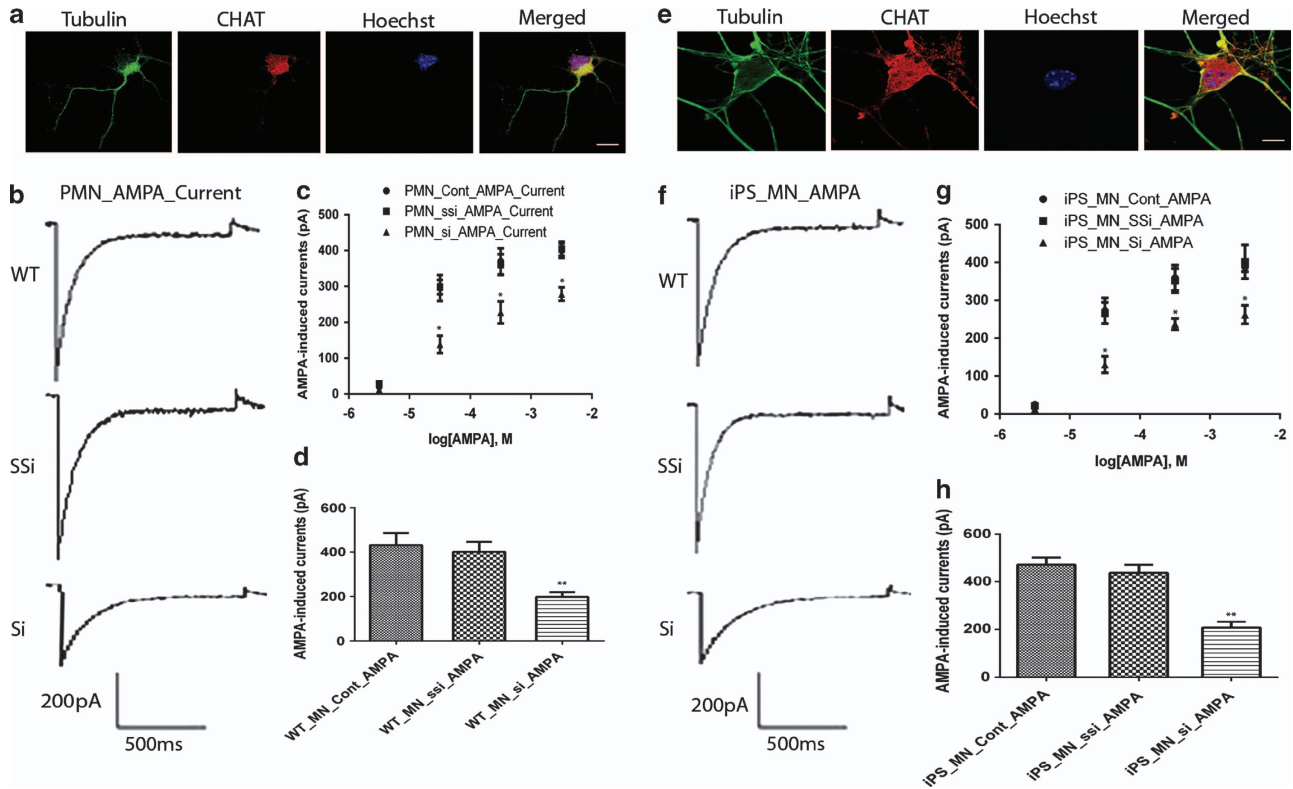 a
Tubulin CHAT Hoechst Merged
b
PMN_AMPA_Current
WT
SSi
Si
200pA
500ms
c
PMN_Cont_AMPA_Current
PMN_ssi_AMPA_Current
PMN_si_AMPA_Current
AMPA-induced currents (pA)
500
400
300
200
100
0
* * *
-6 -5 -4 -3 -2
log[AMPA], M
d
AMPA-induced currents (pA)
600
400
200
0
**
WT_MN_Cont_AMPA
WT_MN_ssi_AMPA
WT_MN_si_AMPA
e
Tubulin CHAT Hoechst Merged
f
iPS_MN_AMPA
WT
SSi
Si
200pA
500ms
g
iPS_MN_Cont_AMPA
iPS_MN_SSi_AMPA
iPS_MN_Si_AMPA
AMPA-induced currents (pA)
500
400
300
200
100
0
* * *
-6 -5 -4 -3 -2
log[AMPA], M
h
AMPA-induced currents (pA)
600
400
200
0
**
iPS_MN_Cont_AMPA
iPS_MN_ssi_AMPA
iPS_MN_si_AMPA